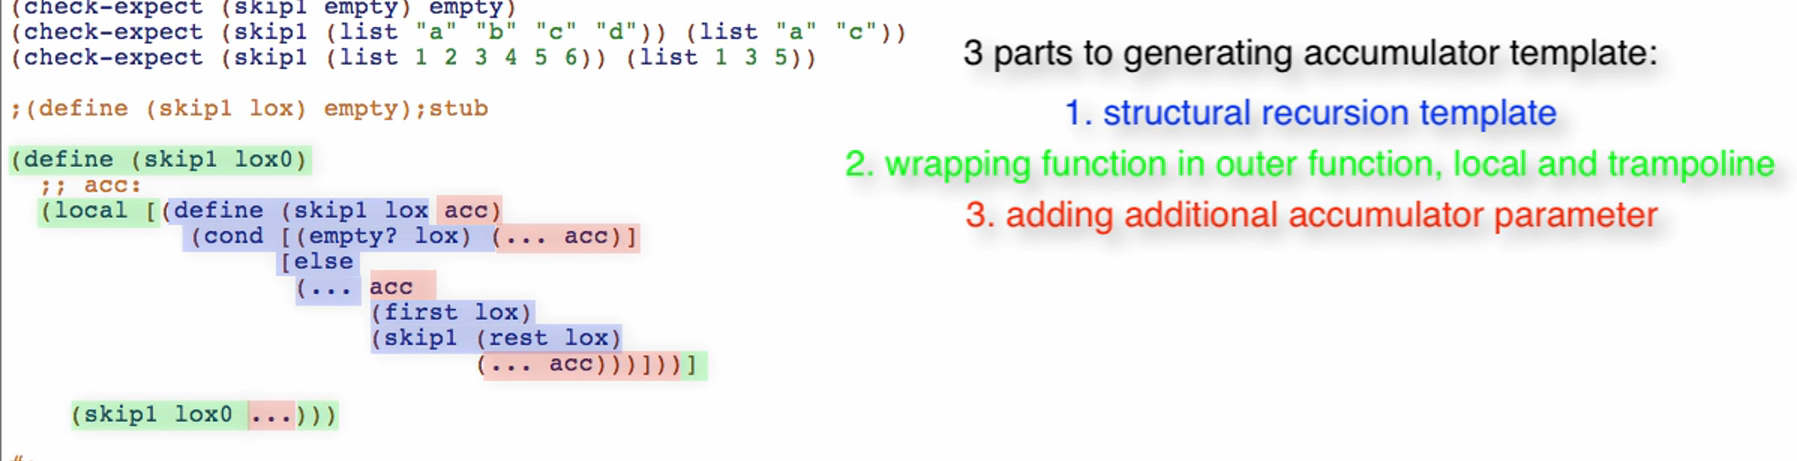 (check-expect (skip1 empty) empty)
(check-expect (skip1 (list "a" "b" "c" "d")) (list "a" "c"))
(check-expect (skip1 (list 1 2 3 4 5 6)) (list 1 3 5))
;(define (skip1 lox) empty);stub
(define (skip1 lox0)
;; acc:
(local [(define (skip1 lox acc)
(cond [(empty? lox) (... acc)]
[else
(... acc
(first lox)
(skip1 (rest lox)
(... acc)))]))]
(skip1 lox0 ...)))
3 parts to generating accumulator template:
1. structural recursion template
2. wrapping function in outer function, local and trampoline
3. adding additional accumulator parameter